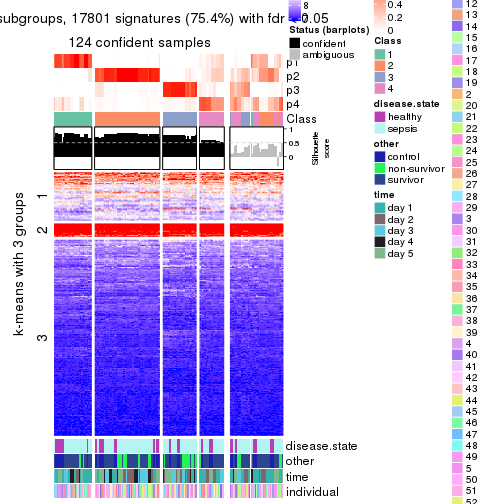 subgroups, 17801 signatures (75.4%) with fdr < 0.05
124 confident samples
p1
p2
p3
p4
Class
1
0.5
0
Silhouette
score
k-means with 3 groups
1
2
3
disease.state
other
time
individual
8
Status (barplots)
confident
ambiguous
0.4
0.2
0
Class
1
2
3
4
disease.state
healthy
sepsis
other
control
non-survivor
survivor
time
day 1
day 2
day 3
day 4
day 5
12
13
14
15
16
17
18
19
2
20
21
22
23
24
25
26
27
28
29
3
30
31
32
33
34
35
36
37
38
39
4
40
41
42
43
44
45
46
47
48
49
5
50
51
52